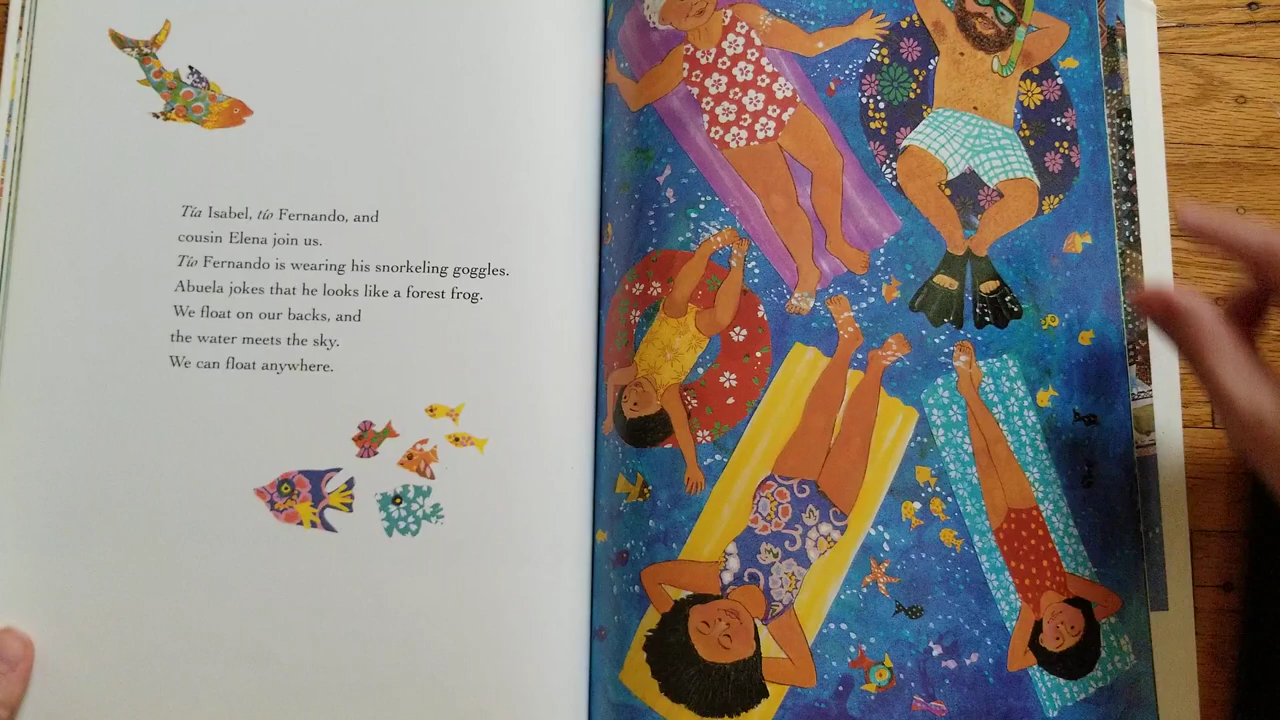 Tía Isabel, tío Fernando, and
cousin Elena join us.
Tío Fernando is wearing his snorkeling goggles.
Abuela jokes that he looks like a forest frog.
We float on our backs, and
the water meets the sky.
We can float anywhere.